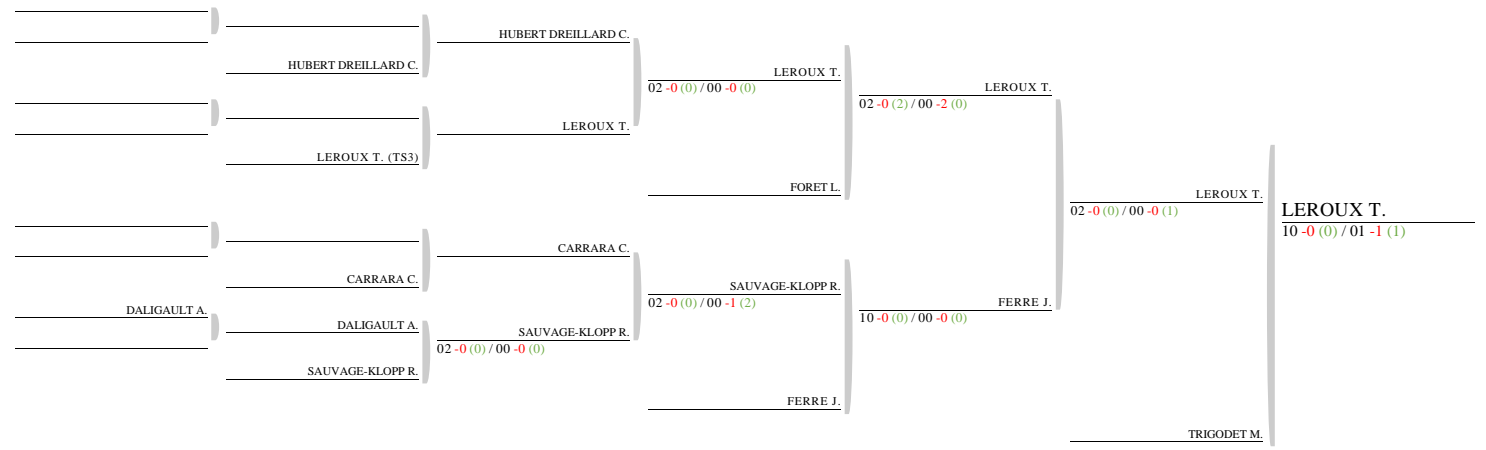 HUBERT DREILLARD C.
HUBERT DREILLARD C.
LEROUX T.
02 -0 (0) / 00 -0 (0)
LEROUX T.
02 -0 (2) / 00 -2 (0)
LEROUX T.
LEROUX T. (TS3)
FORET L.
LEROUX T.
02 -0 (0) / 00 -0 (1)
LEROUX T.
10 -0 (0) / 01 -1 (1)
CARRARA C.
CARRARA C.
SAUVAGE-KLOPP R.
02 -0 (0) / 00 -1 (2)
FERRE J.
10 -0 (0) / 00 -0 (0)
DALIGAULT A.
DALIGAULT A.
SAUVAGE-KLOPP R.
02 -0 (0) / 00 -0 (0)
SAUVAGE-KLOPP R.
FERRE J.
TRIGODET M.